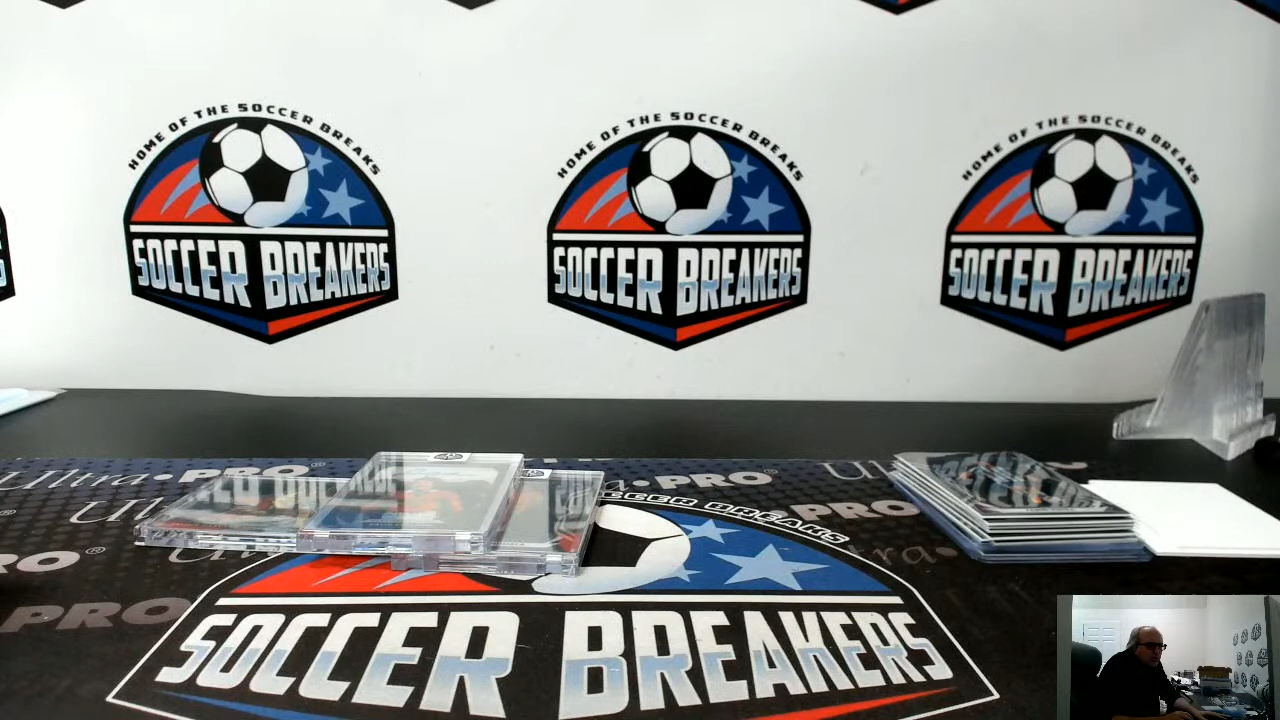 HOME OF THE SOCCER BREAKS
SOCCER BREAKERS
HOME OF THE SOCCER BREAKS
SOCCER BREAKERS
HOME OF THE SOCCER BREAKS
SOCCER BREAKERS
Ultra PRO®
PRO®
PRO
PRO
SOCCER BREAKS
SOCCER BREAKERS